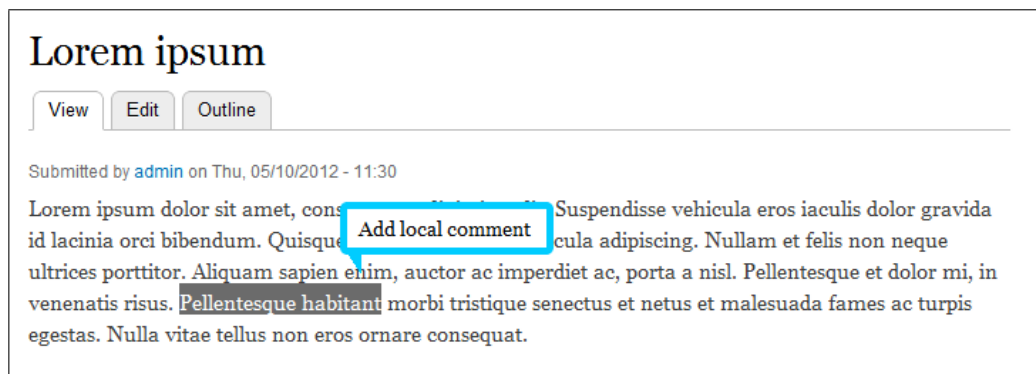 Lorem ipsum
View Edit Outline
Submitted by admin on Thu, 05/10/2012 - 11:30
Lorem ipsum dolor sit amet, Suspendisse vehicula eros iaculis dolor gravida
Add local comment
id lacinia orci bibendum. Quisque adipiscing. Nullam et felis non neque
ultrices porttitor. Aliquam sapien enim, auctor ac imperdiet ac, porta a nisl. Pellentesque et dolor mi, in
venenatis risus. Pellentesque habitant morbi tristique senectus et netus et malesuada fames ac turpis
egestas. Nulla vitae tellus non eros ornare consequat.